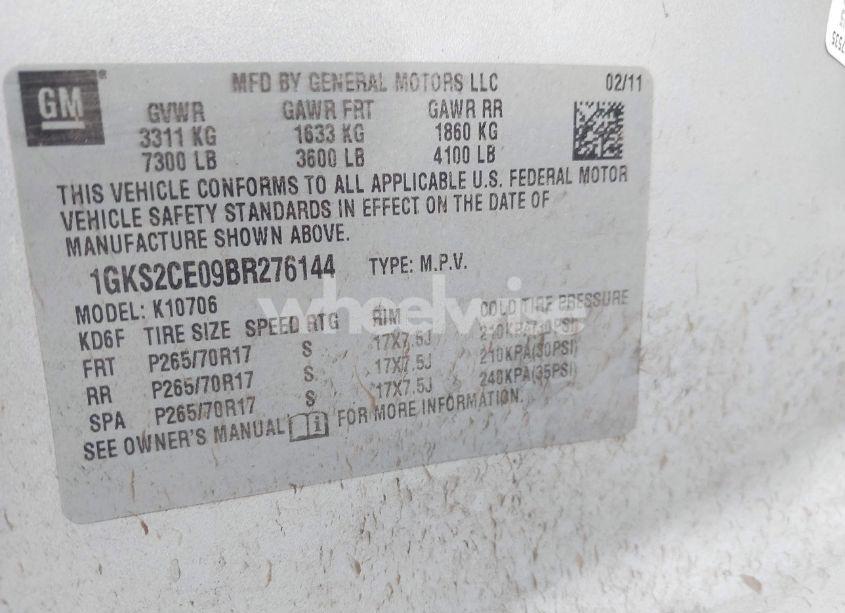 GM
MFD BY GENERAL MOTORS LLC 02/11
GVWR GAWR FRT GAWR RR
3311 KG 1633 KG 1860 KG
7300 LB 3600 LB 4100 LB
THIS VEHICLE CONFORMS TO ALL APPLICABLE U.S. FEDERAL MOTOR
VEHICLE SAFETY STANDARDS IN EFFECT ON THE DATE OF
MANUFACTURE SHOWN ABOVE.
1GKS2CE09BR276144 TYPE: M.P.V.
MODEL: K10706
KD6F TIRE SIZE SPEED RTG RIM COLD TIRE PRESSURE
FRT P265/70R17 S 17X7.5J 210KPA(30PSI)
RR P265/70R17 S 17X7.5J 210KPA(30PSI)
SPA P265/70R17 S 17X7.5J 240KPA(35PSI)
SEE OWNER'S MANUAL FOR MORE INFORMATION.